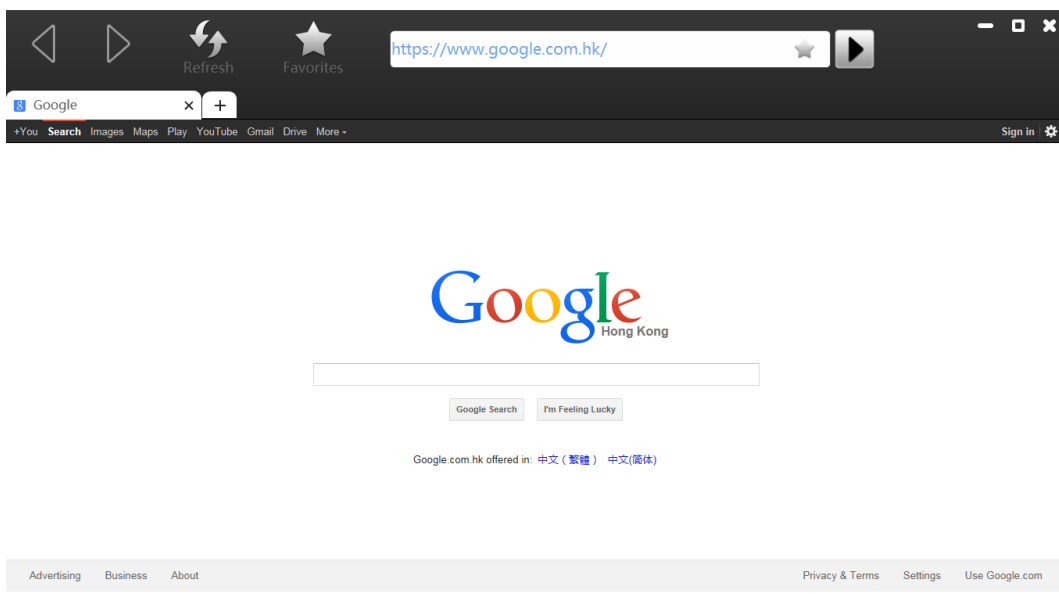 https://www.google.com.hk/
Refresh Favorites
Google
+You Search Images Maps Play YouTube Gmail Drive More Sign in
Google
Hong Kong
Google Search I'm Feeling Lucky
Google.com.hk offered in: 中文（繁體） 中文(简体)
Advertising Business About Privacy & Terms Settings Use Google.com